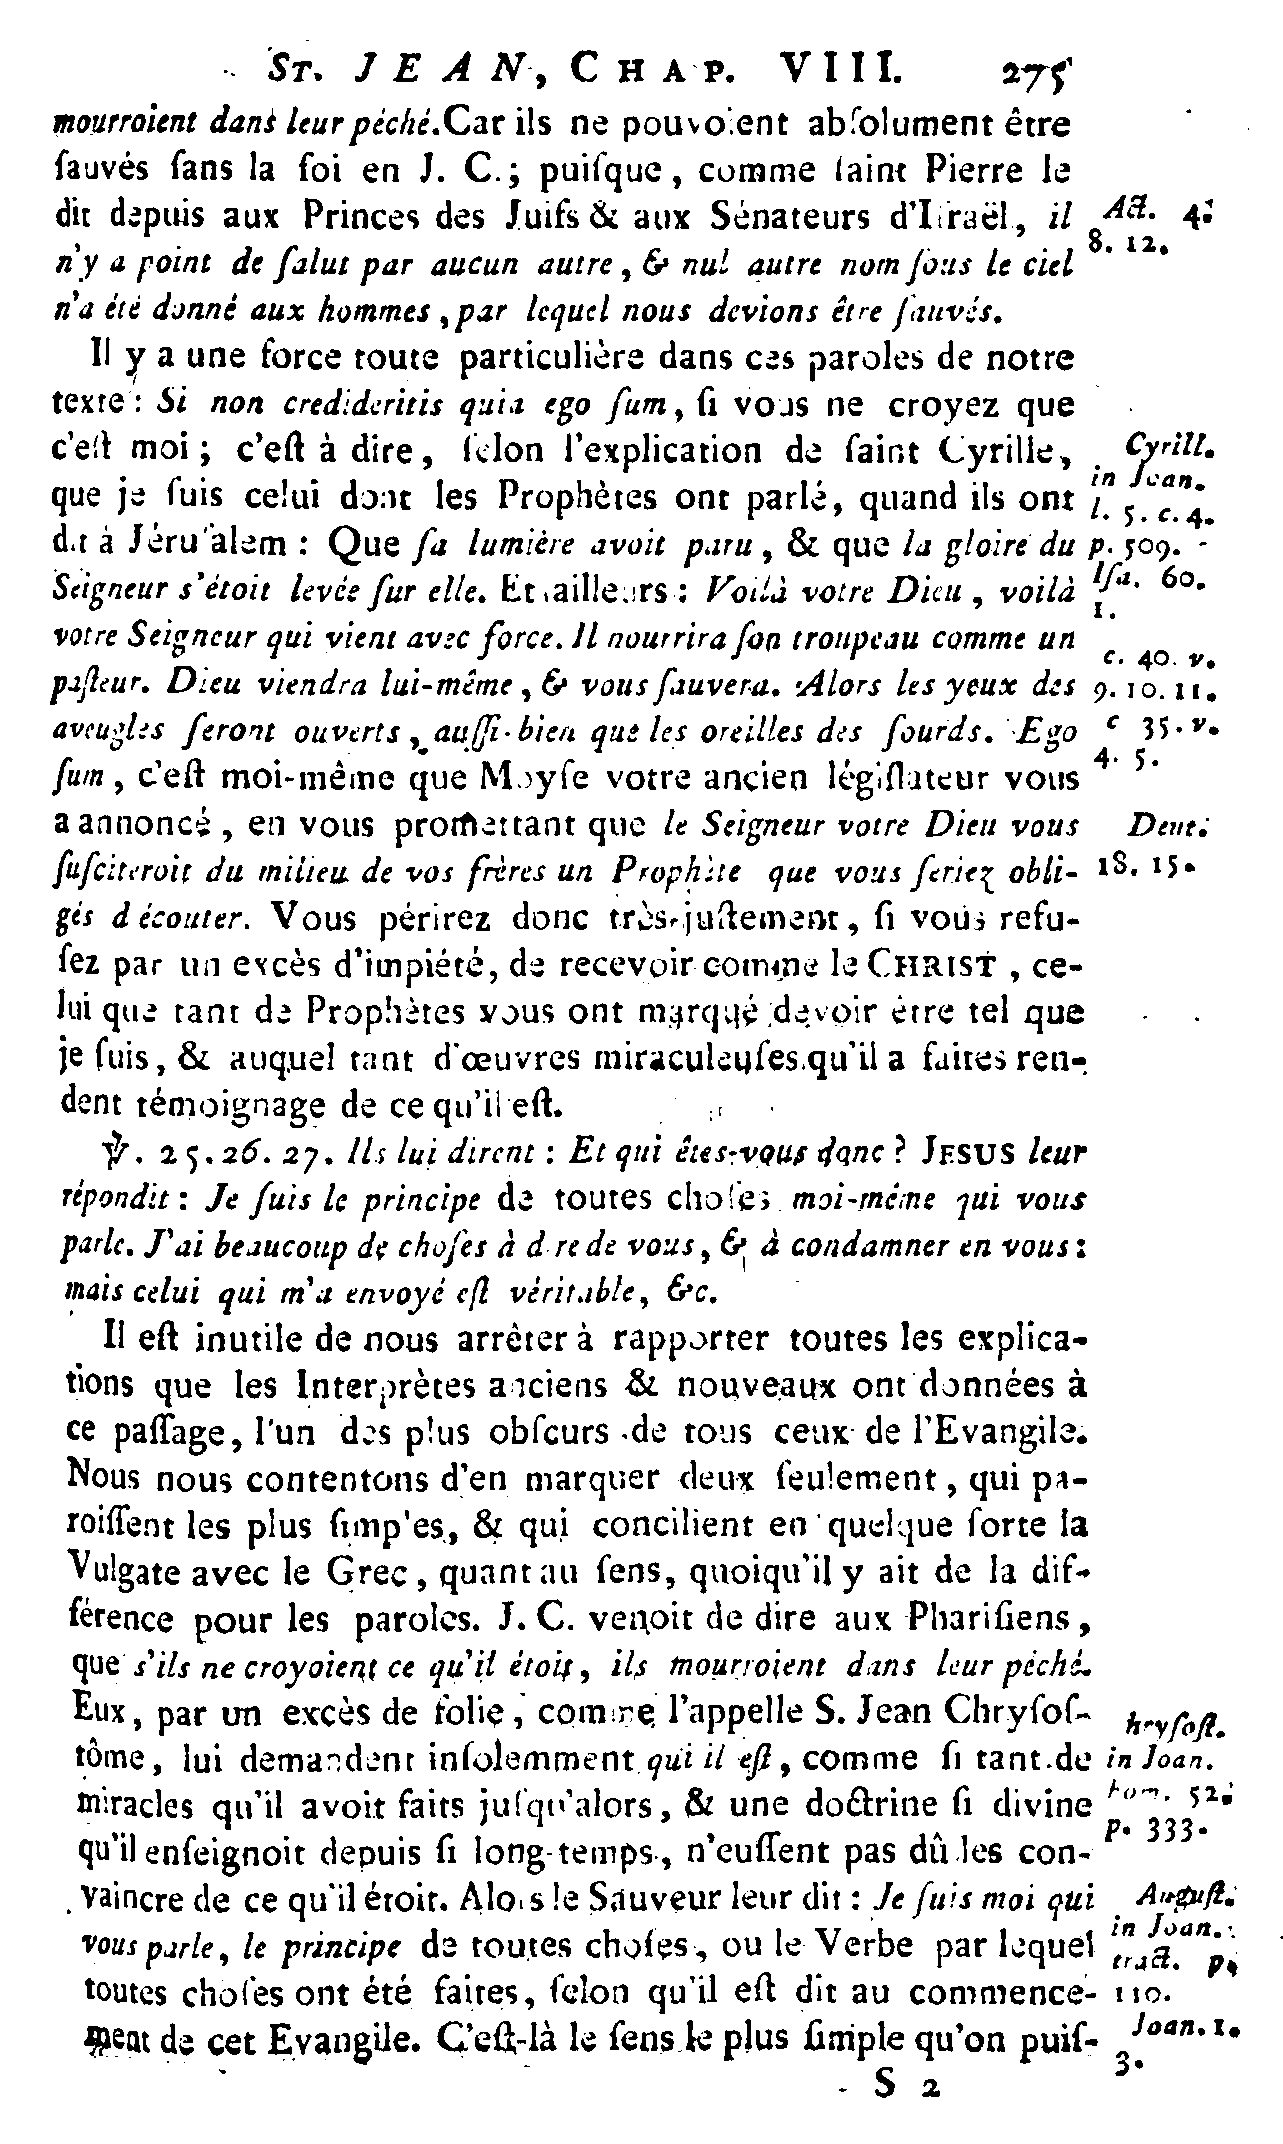 ST. JEAN, CHAP. VIII. 275
mourroient dans leur péché. Car ils ne pouvoient abſolument être
ſauvés ſans la foi en J. C.; puiſque, comme ſaint Pierre le
dit depuis aux Princes des Juifs & aux Sénateurs d'Iſraël, il
n'y a point de ſalut par aucun autre, & nul autre nom ſous le ciel
n'a été donné aux hommes, par lequel nous devions être ſauvés.
Act. 4.
8. 12.
Il y a une force toute particulière dans ces paroles de notre
texte: Si non credideritis quia ego ſum, ſi vous ne croyez que
c'eſt moi; c'eſt à dire, ſelon l'explication de ſaint Cyrille,
que je ſuis celui dont les Prophètes ont parlé, quand ils ont
dit à Jéruſalem: Que ſa lumière avoit paru, & que la gloire du
Seigneur s'étoit levée ſur elle. Et ailleurs: Voilà votre Dieu, voilà
votre Seigneur qui vient avec force. Il nourrira ſon troupeau comme un
paſteur. Dieu viendra lui-même, & vous ſauvera. Alors les yeux des
aveugles ſeront ouverts, auſſi-bien que les oreilles des ſourds. Ego
ſum, c'eſt moi-même que Moyſe votre ancien légiſlateur vous
a annoncé, en vous promettant que le Seigneur votre Dieu vous
ſuſciteroit du milieu de vos frères un Prophète que vous ſeriez obli-
gés d'écouter. Vous périrez donc très-juſtement, ſi vous refu-
ſez par un excès d'impiété, de recevoir comme le CHRIST, ce-
lui que tant de Prophètes vous ont marqué devoir être tel que
je ſuis, & auquel tant d'œuvres miraculeuſes qu'il a faites ren-
dent témoignage de ce qu'il eſt.
Cyrill.
in Joan.
l. 5. c. 4.
p. 509.
Iſa. 60.
1.
c. 40. v.
9. 10. 11.
c 35. v.
4. 5.
Deut.
18. 15.
℣. 25. 26. 27. Ils lui dirent: Et qui êtes-vous donc? JESUS leur
répondit: Je ſuis le principe de toutes choſes moi-même qui vous
parle. J'ai beaucoup de choſes à dire de vous, & à condamner en vous:
mais celui qui m'a envoyé eſt véritable, &c.
Il eſt inutile de nous arrêter à rapporter toutes les explica-
tions que les Interprètes anciens & nouveaux ont données à
ce paſſage, l'un des plus obſcurs de tous ceux de l'Evangile.
Nous nous contentons d'en marquer deux ſeulement, qui pa-
roiſſent les plus ſimples, & qui concilient en quelque ſorte la
Vulgate avec le Grec, quant au ſens, quoiqu'il y ait de la dif-
férence pour les paroles. J. C. venoit de dire aux Phariſiens,
que s'ils ne croyoient ce qu'il étoit, ils mourroient dans leur péché.
Eux, par un excès de folie, comme l'appelle S. Jean Chryſoſ-
tôme, lui demandent inſolemment qui il eſt, comme ſi tant de
miracles qu'il avoit faits juſqu'alors, & une doctrine ſi divine
qu'il enſeignoit depuis ſi long-temps, n'euſſent pas dû les con-
vaincre de ce qu'il étoit. Alors le Sauveur leur dit: Je ſuis moi qui
vous parle, le principe de toutes choſes, ou le Verbe par lequel
toutes choſes ont été faites, ſelon qu'il eſt dit au commence-
ment de cet Evangile. C'eſt-là le ſens le plus ſimple qu'on puiſ-
hryſoſt.
in Joan.
hom. 52.
p. 333.
Auguſt.
in Joan.
tract. p.
110.
Joan. 1.
3.
S 2